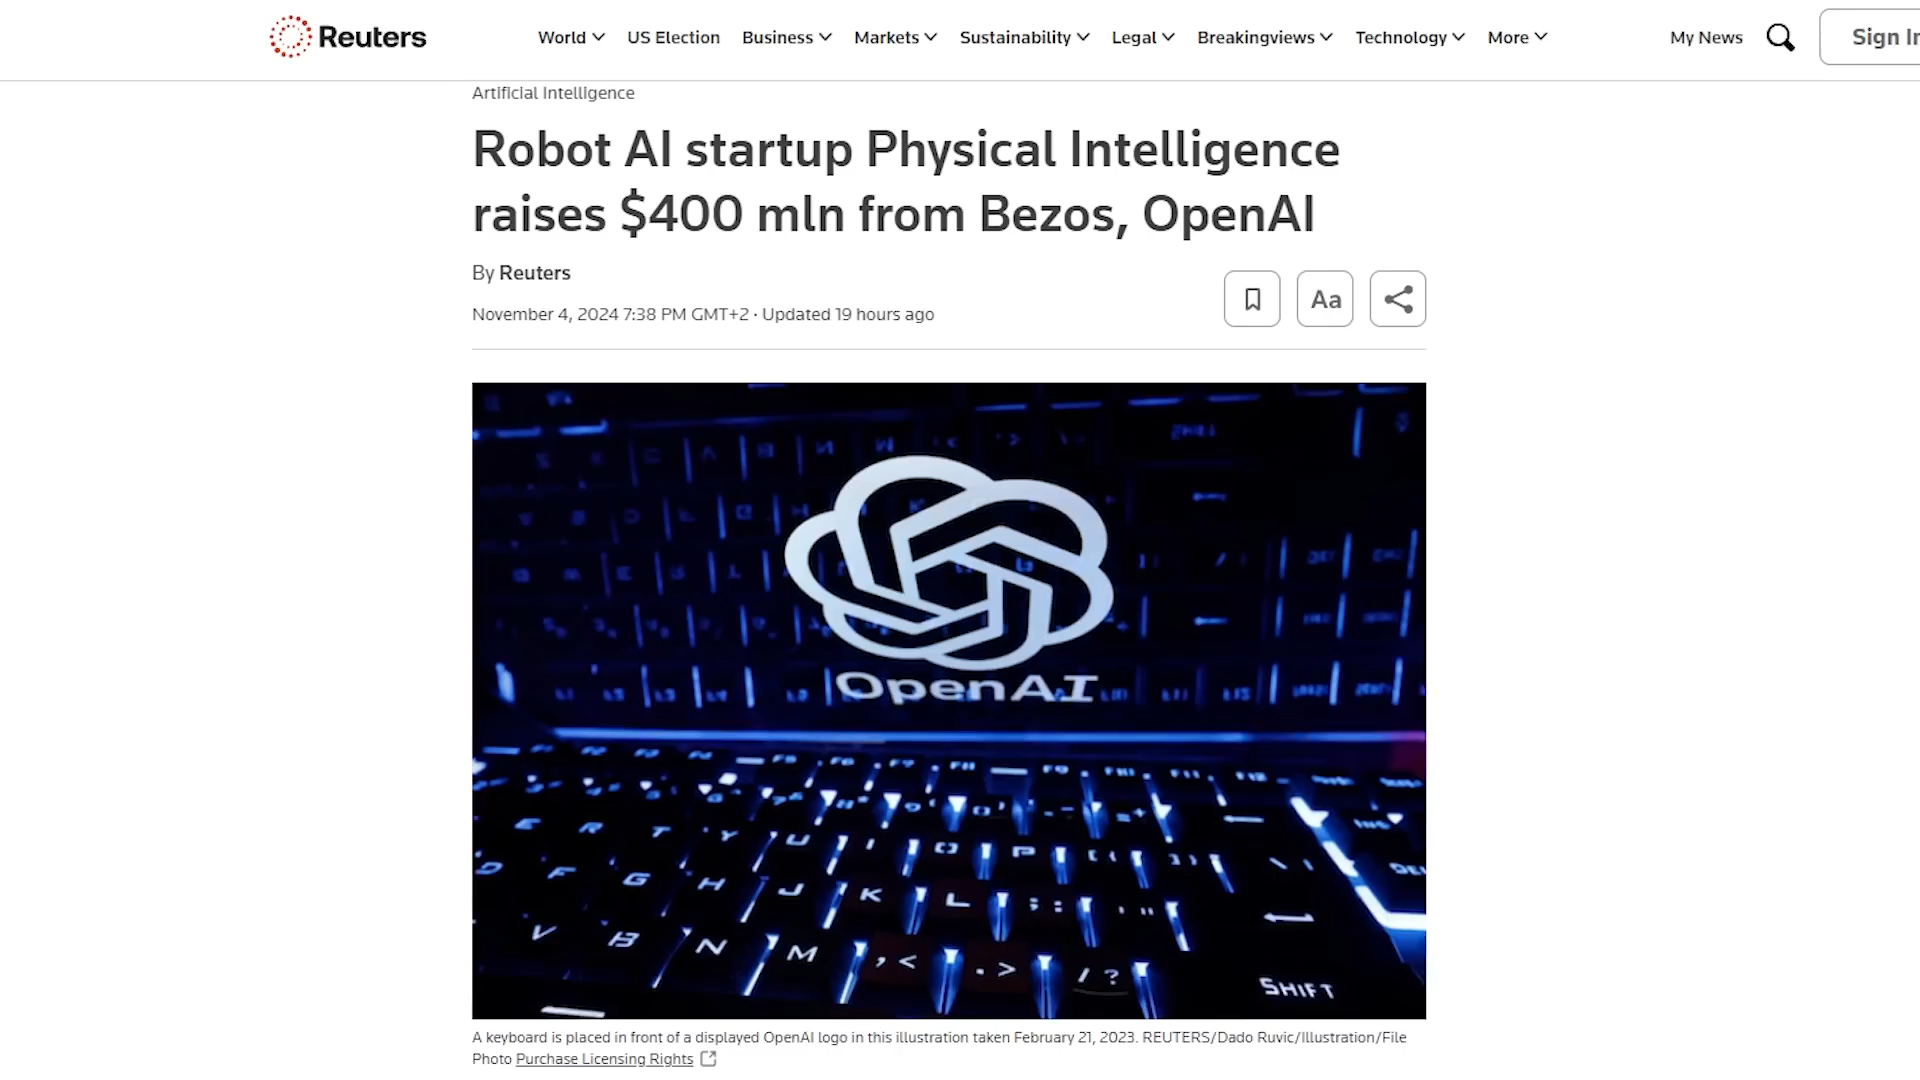 Reuters
World
US Election
Business
Markets
Sustainability
Legal
Breakingviews
Technology
More
My News
Sign In
Artificial Intelligence
Robot AI startup Physical Intelligence
raises $400 mln from Bezos, OpenAI
By Reuters
November 4, 2024 7:38 PM GMT+2 · Updated 19 hours ago
Aa
OpenAI
E R T Y U I O P
D F G H J K L
V B N M , < . > / ?
SHIFT
A keyboard is placed in front of a displayed OpenAI logo in this illustration taken February 21, 2023. REUTERS/Dado Ruvic/Illustration/File
Photo Purchase Licensing Rights